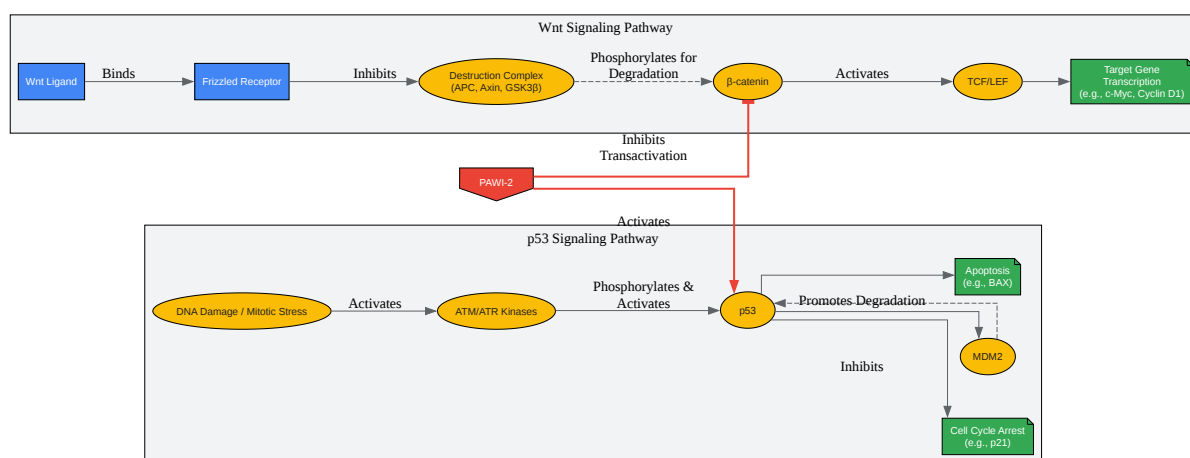 Wnt Signaling Pathway
Wnt Ligand
Binds
Frizzled Receptor
Inhibits
Destruction Complex
(APC, Axin, GSK3β)
Phosphorylates for
Degradation
β-catenin
Activates
TCF/LEF
Target Gene
Transcription
(e.g., c-Myc, Cyclin D1)
Inhibits
Transactivation
PAWI-2
Activates
p53 Signaling Pathway
DNA Damage / Mitotic Stress
Activates
ATM/ATR Kinases
Phosphorylates &
Activates
p53
Apoptosis
(e.g., BAX)
Promotes Degradation
MDM2
Inhibits
Cell Cycle Arrest
(e.g., p21)